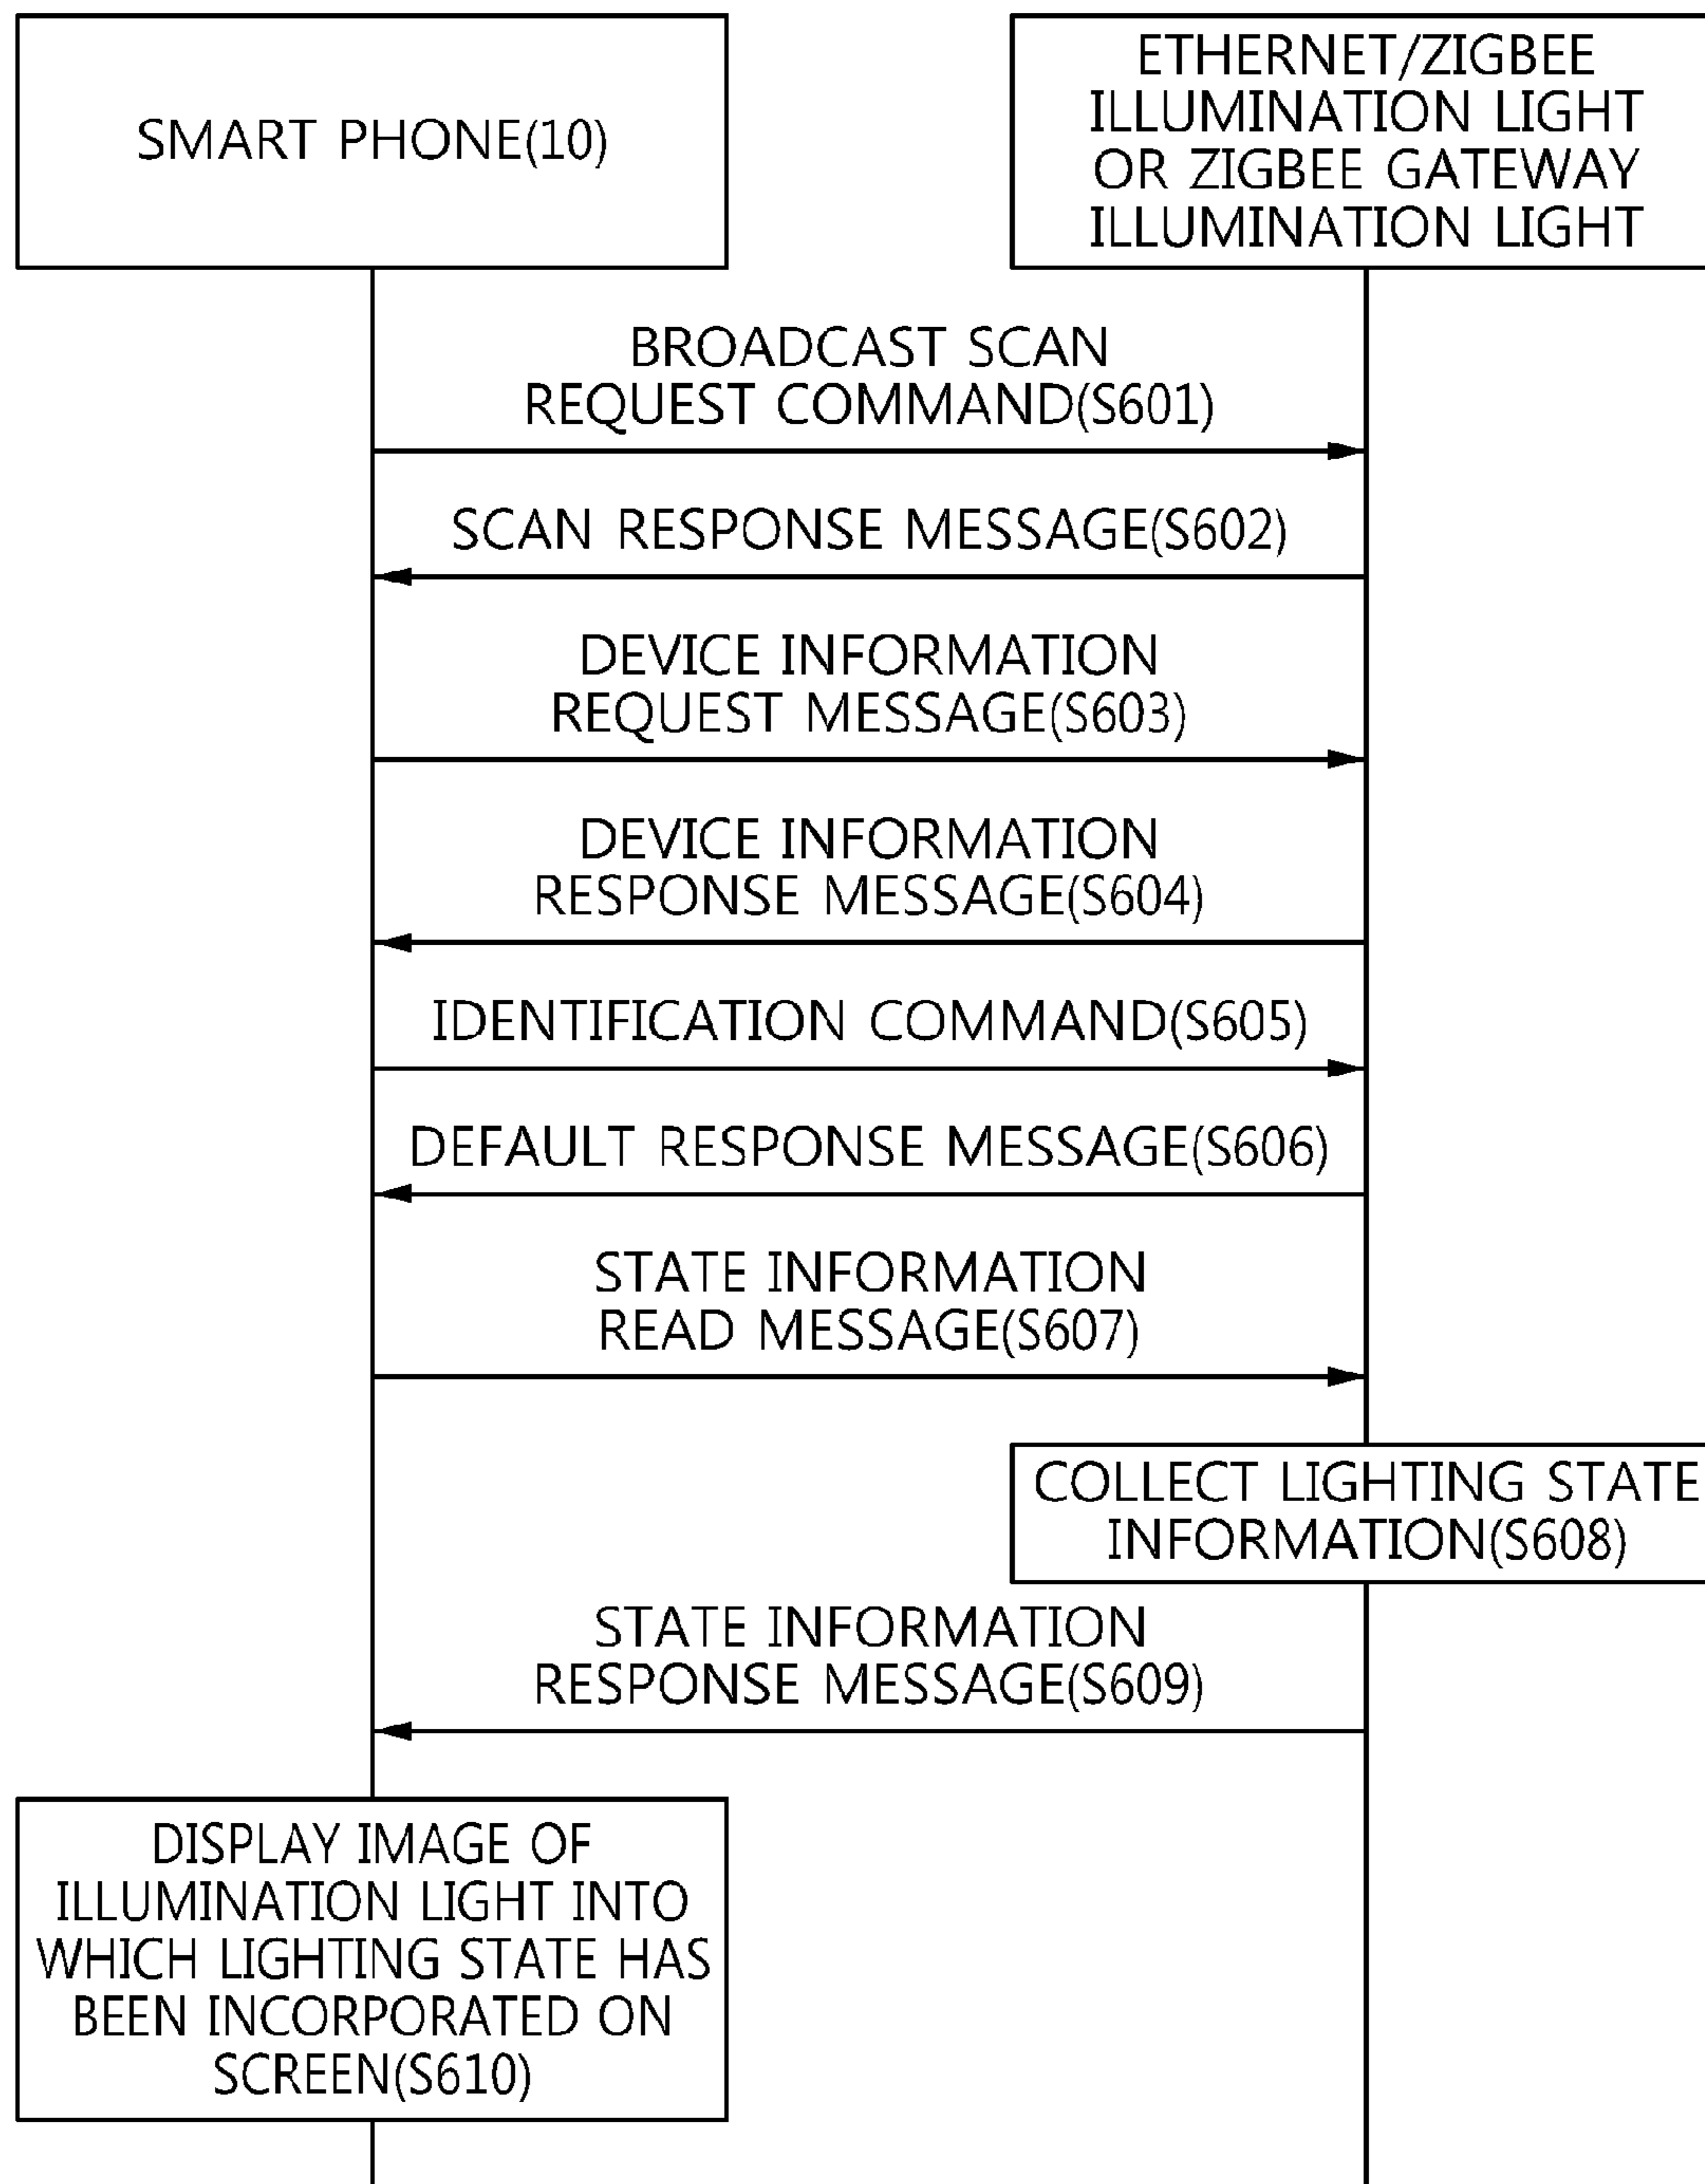 SMART PHONE(10)
ETHERNET/ZIGBEE
ILLUMINATION LIGHT
OR ZIGBEE GATEWAY
ILLUMINATION LIGHT
BROADCAST SCAN
REQUEST COMMAND(S601)
SCAN RESPONSE MESSAGE(S602)
DEVICE INFORMATION
REQUEST MESSAGE(S603)
DEVICE INFORMATION
RESPONSE MESSAGE(S604)
IDENTIFICATION COMMAND(S605)
DEFAULT RESPONSE MESSAGE(S606)
STATE INFORMATION
READ MESSAGE(S607)
COLLECT LIGHTING STATE
INFORMATION(S608)
STATE INFORMATION
RESPONSE MESSAGE(S609)
DISPLAY IMAGE OF
ILLUMINATION LIGHT INTO
WHICH LIGHTING STATE HAS
BEEN INCORPORATED ON
SCREEN(S610)